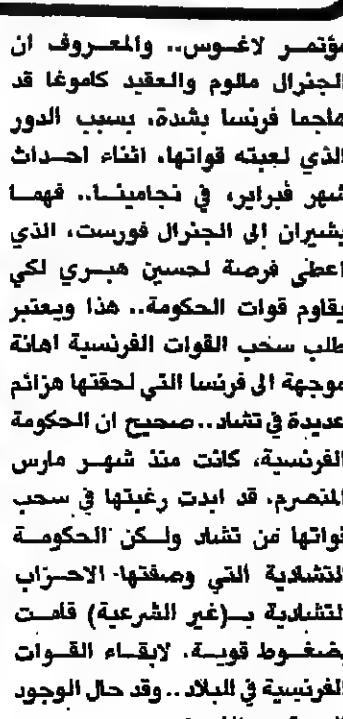 مؤتمر لاغوس.. والمعروف ان
الجنرال مالوم والعقيد كاموغا قد
هاجما فرنسا بشدة، بسبب الدور
الذي لعبته قواتها، اثناء احداث
شهر فبراير، في نجامينا.. فهما
يشيران الى الجنرال فورست، الذي
اعطى فرصة لحسين هبري لكي
يقاوم قوات الحكومة.. هذا ويعتبر
طلب سحب القوات الفرنسية اهانة
موجهة الى فرنسا التي لحقتها هزائم
عديدة في تشاد.. صحيح ان الحكومة
الفرنسية، كانت منذ شهر مارس
المنصرم، قد ابدت رغبتها في سحب
قواتها من تشاد ولكن الحكومة
التشادية التي وصفتها الاحزاب
التشادية بـ(غير الشرعية) قامت
بضغوط قوية، لابقاء القوات
الفرنسية في البلاد.. وقد حال الوجود